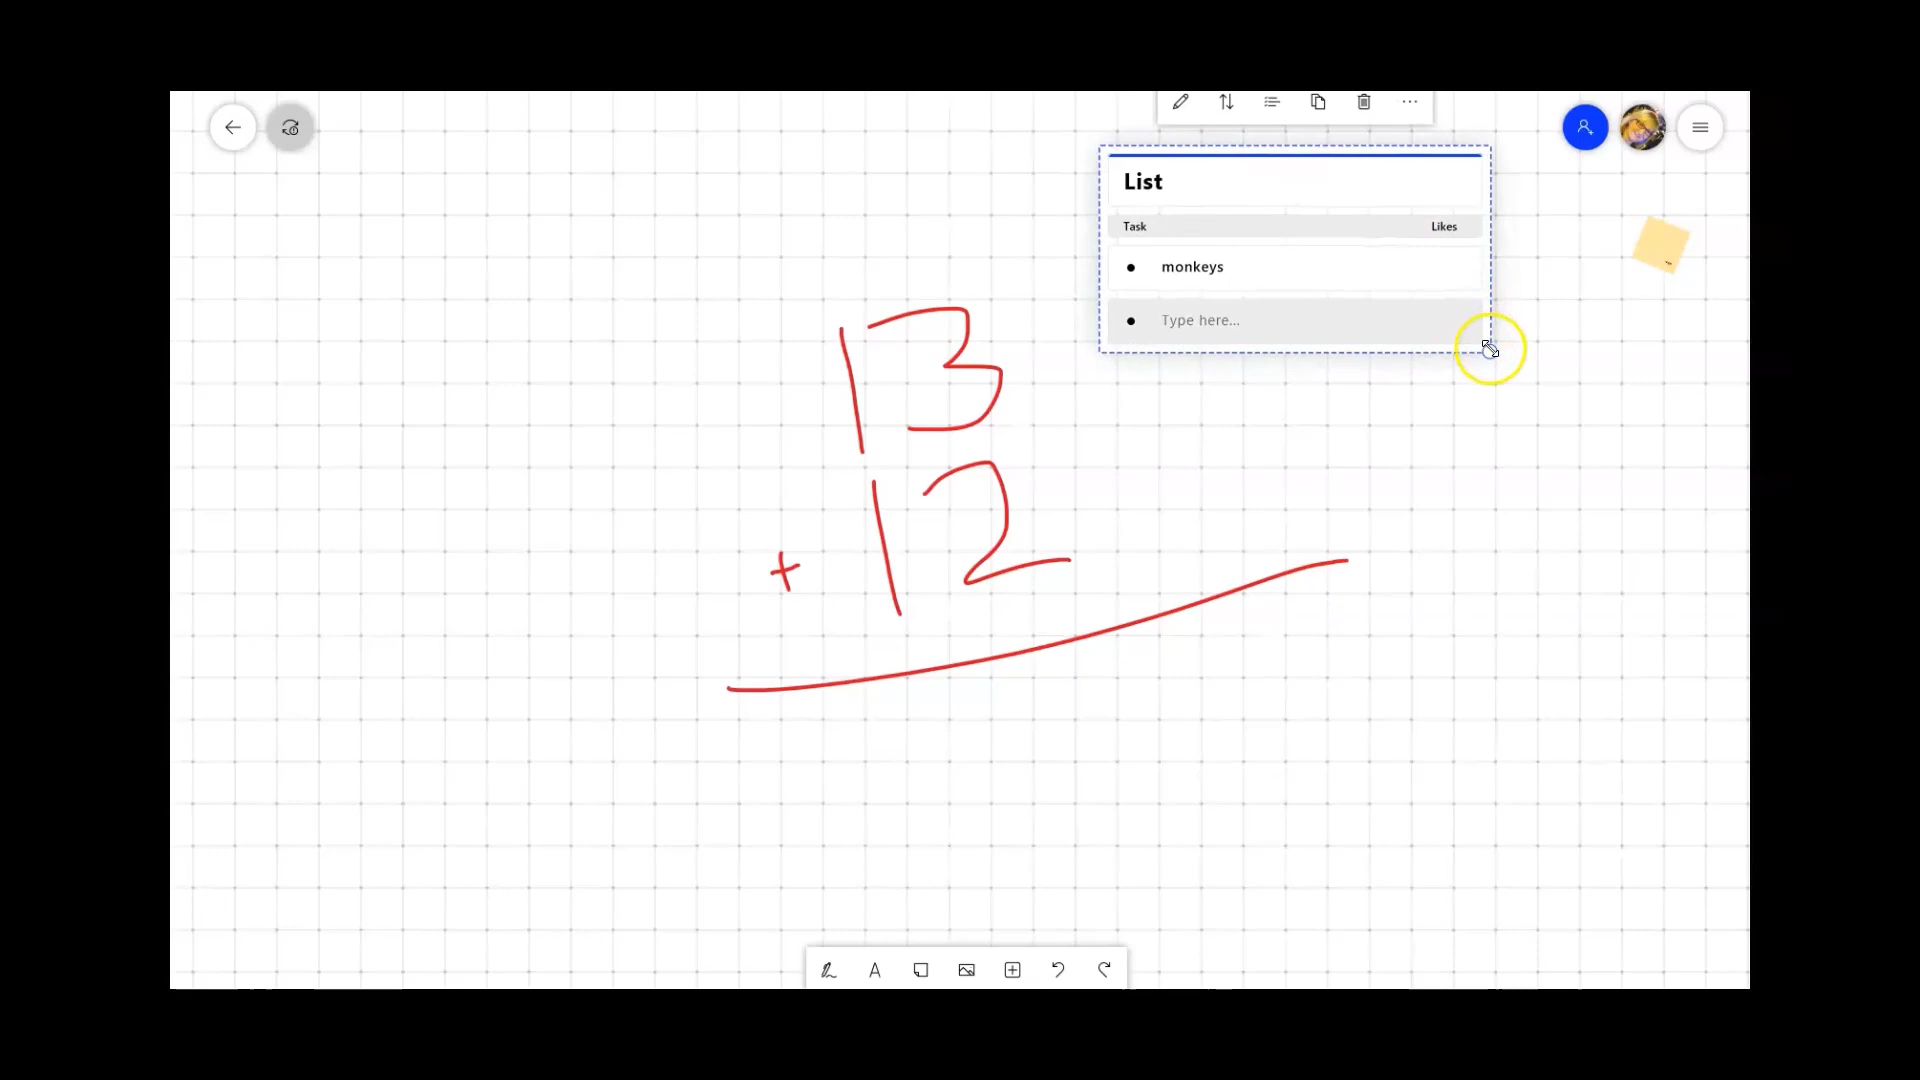 List
Task Likes
monkeys
Type here...
13
+ 12